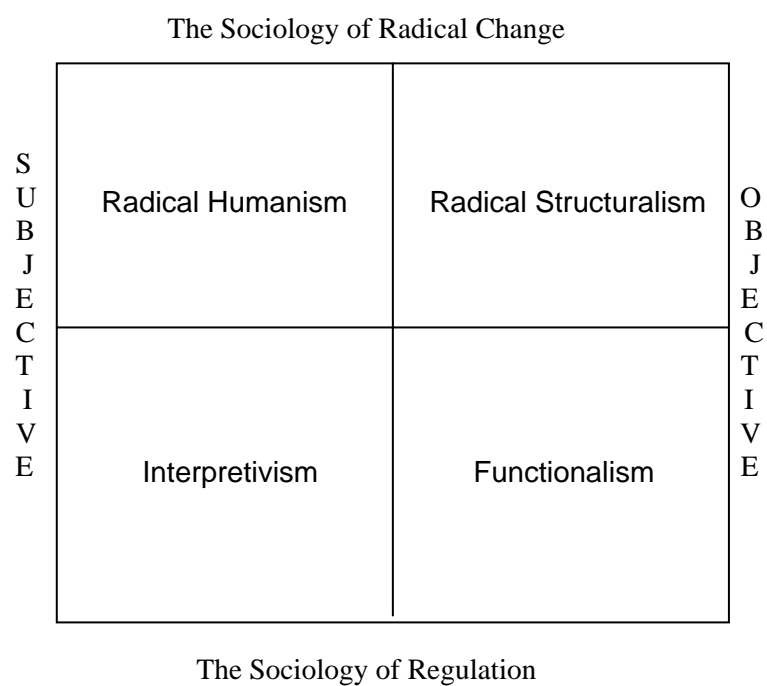 The Sociology of Radical Change
SUBJECTIVE
Radical Humanism
Radical Structuralism
OBJECTIVE
Interpretivism
Functionalism
The Sociology of Regulation